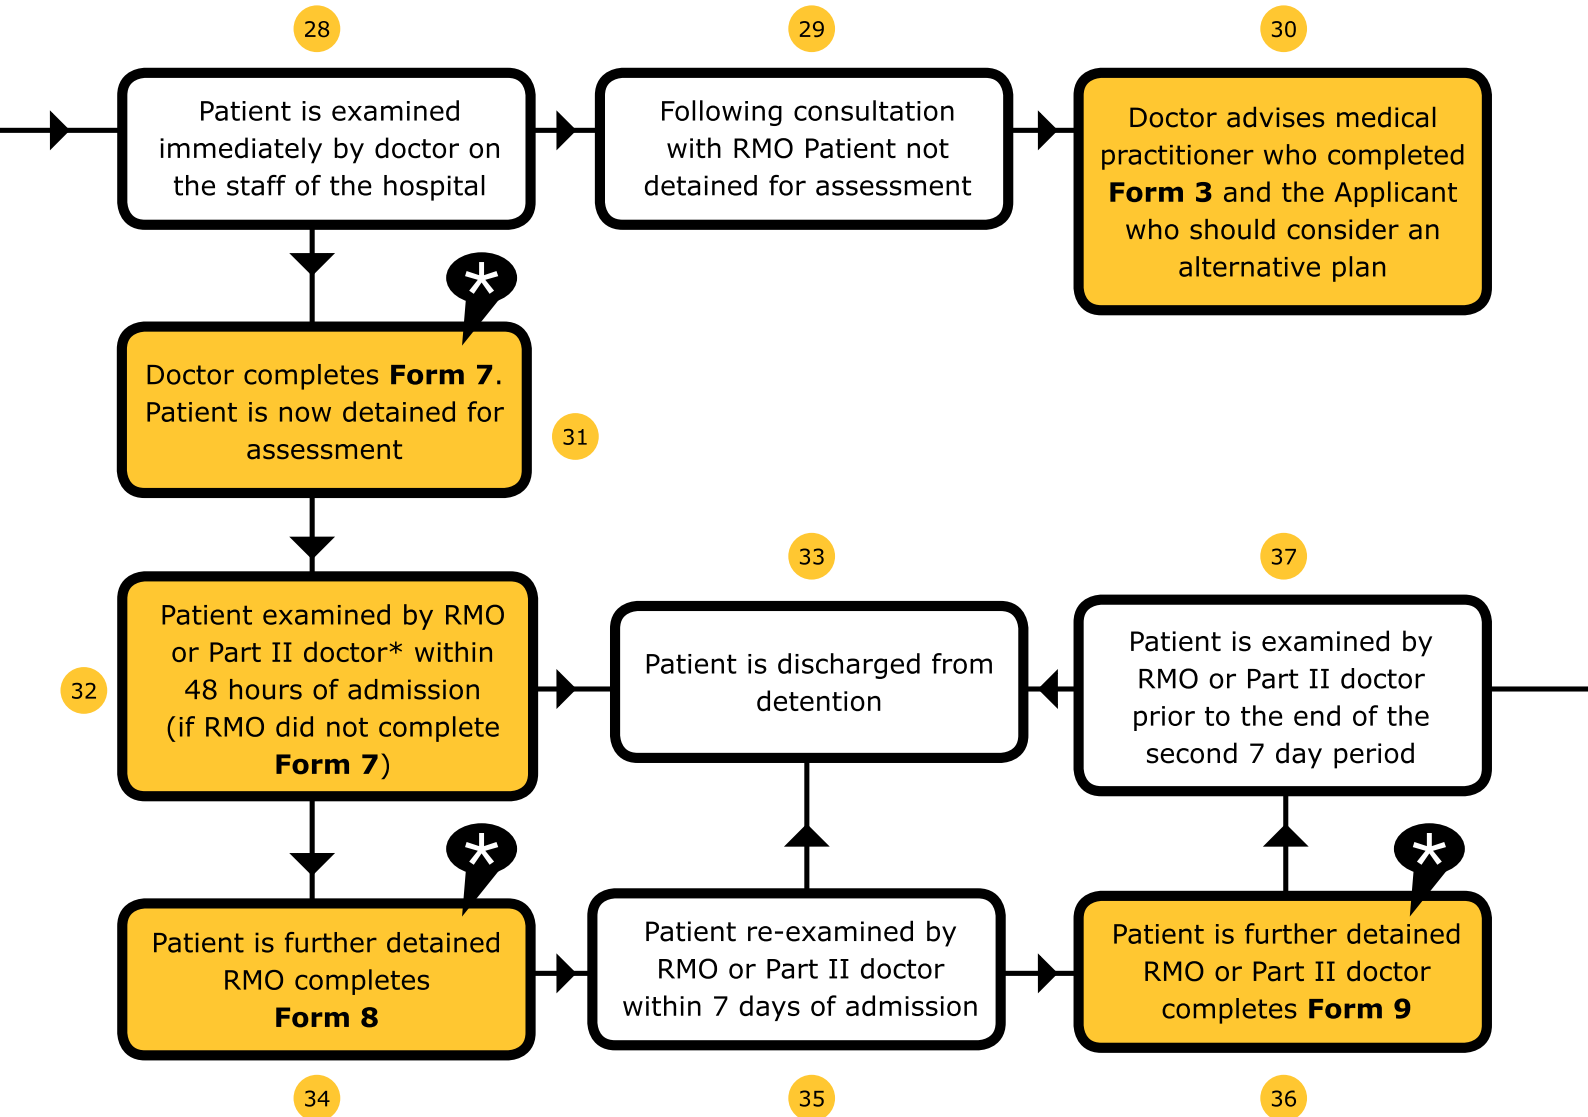 28
Patient is examined
immediately by doctor on
the staff of the hospital
29
Following consultation
with RMO Patient not
detained for assessment
30
Doctor advises medical
practitioner who completed
Form 3 and the Applicant
who should consider an
alternative plan
*
Doctor completes Form 7.
Patient is now detained for
assessment
31
32
Patient examined by RMO
or Part II doctor* within
48 hours of admission
(if RMO did not complete
Form 7)
33
Patient is discharged from
detention
37
Patient is examined by
RMO or Part II doctor
prior to the end of the
second 7 day period
*
Patient is further detained
RMO completes
Form 8
34
Patient re-examined by
RMO or Part II doctor
within 7 days of admission
35
*
Patient is further detained
RMO or Part II doctor
completes Form 9
36